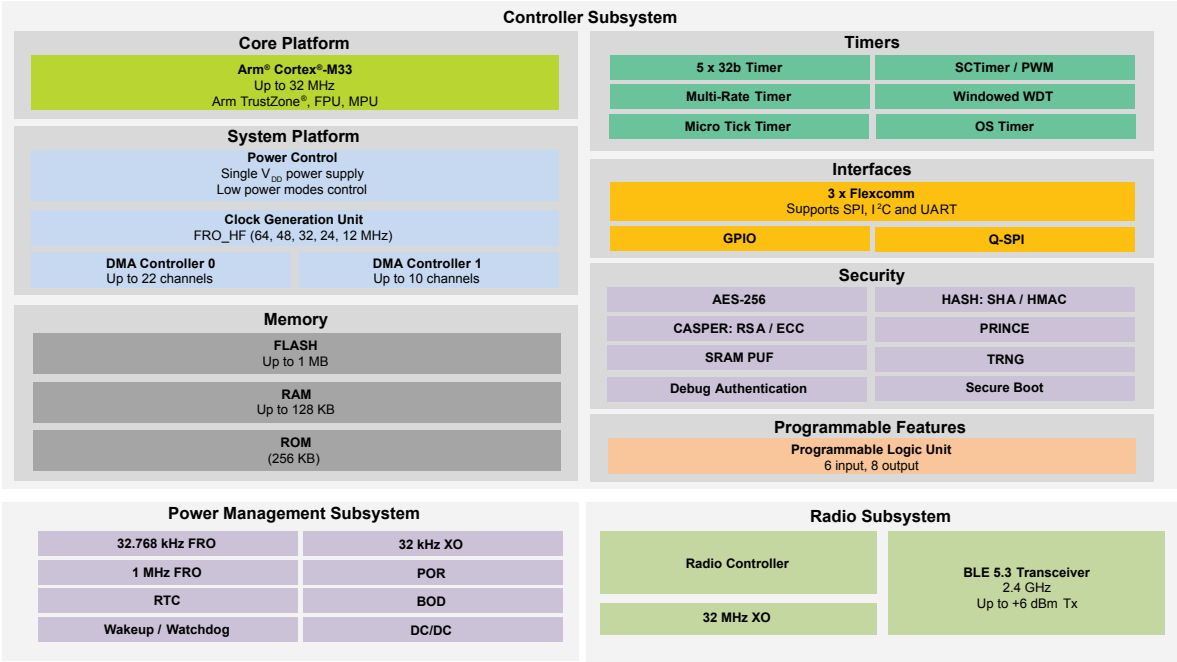 Controller Subsystem
Core Platform
Arm® Cortex®-M33
Up to 32 MHz
Arm TrustZone®, FPU, MPU
System Platform
Power Control
Single VDD power supply
Low power modes control
Clock Generation Unit
FRO_HF (64, 48, 32, 24, 12 MHz)
DMA Controller 0
Up to 22 channels
DMA Controller 1
Up to 10 channels
Memory
FLASH
Up to 1 MB
RAM
Up to 128 KB
ROM
(256 KB)
Timers
5 x 32b Timer
SCTimer / PWM
Multi-Rate Timer
Windowed WDT
Micro Tick Timer
OS Timer
Interfaces
3 x Flexcomm
Supports SPI, I²C and UART
GPIO
Q-SPI
Security
AES-256
HASH: SHA / HMAC
CASPER: RSA / ECC
PRINCE
SRAM PUF
TRNG
Debug Authentication
Secure Boot
Programmable Features
Programmable Logic Unit
6 input, 8 output
Power Management Subsystem
32.768 kHz FRO
32 kHz XO
1 MHz FRO
POR
RTC
BOD
Wakeup / Watchdog
DC/DC
Radio Subsystem
Radio Controller
32 MHz XO
BLE 5.3 Transceiver
2.4 GHz
Up to +6 dBm Tx